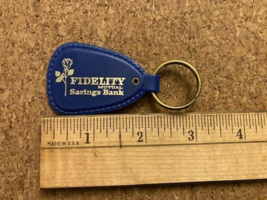 FIDELITY
MUTUAL
Savings Bank
1 2 3 4
MADE IN U.S.A.